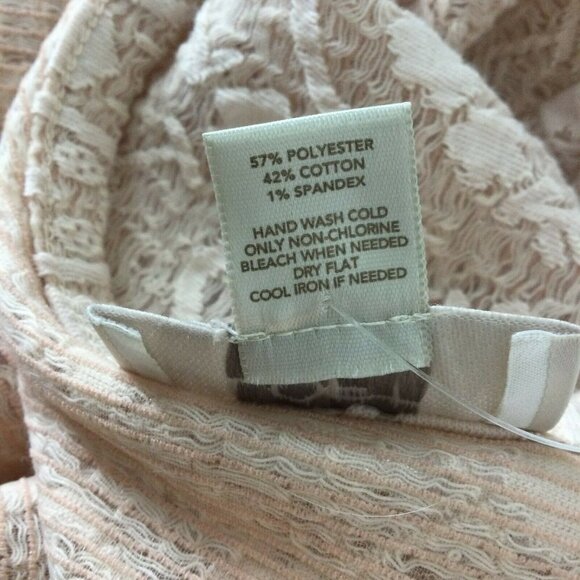 57% POLYESTER
42% COTTON
1% SPANDEX
HAND WASH COLD
ONLY NON-CHLORINE
BLEACH WHEN NEEDED
DRY FLAT
COOL IRON IF NEEDED